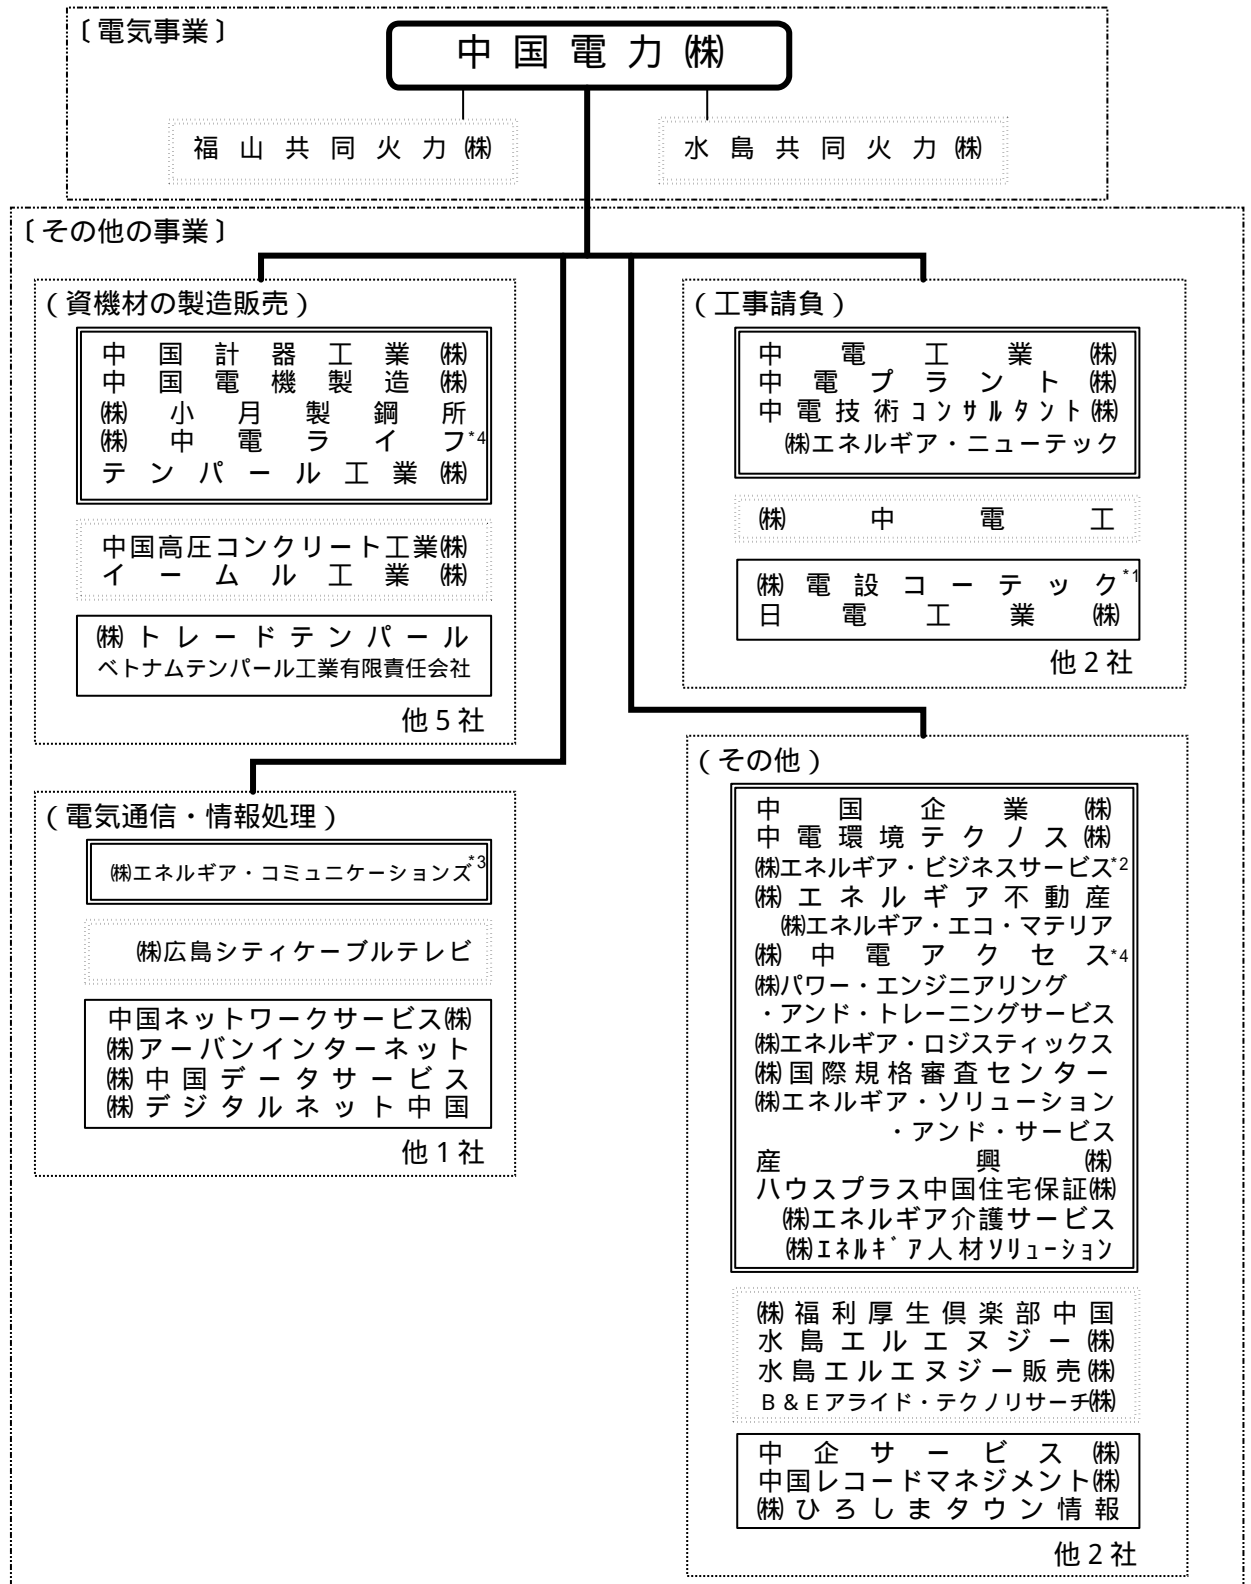 〔電気事業〕
中国電力㈱
福山共同火力㈱
水島共同火力㈱
〔その他の事業〕
(資機材の製造販売)
中国計器工業㈱
中国電機製造㈱
㈱小月製鋼所
㈱中電ライフ*4
テンパール工業㈱
中国高圧コンクリート工業㈱
イームル工業㈱
㈱トレードテンパール
ベトナムテンパール工業有限責任会社
他5社
(電気通信・情報処理)
㈱エネルギア・コミュニケーションズ*3
㈱広島シティケーブルテレビ
中国ネットワークサービス㈱
㈱アーバンインターネット
㈱中国データサービス
㈱デジタルネット中国
他1社
(工事請負)
中電工業㈱
中電プラント㈱
中電技術コンサルタント㈱
㈱エネルギア・ニューテック
㈱中電工
㈱電設コーテック*1
日電工業㈱
他2社
(その他)
中国企業㈱
中電環境テクノス㈱
㈱エネルギア・ビジネスサービス*2
㈱エネルギア不動産
㈱エネルギア・エコ・マテリア
㈱中電アクセス*4
㈱パワー・エンジニアリング
・アンド・トレーニングサービス
㈱エネルギア・ロジスティックス
㈱国際規格審査センター
㈱エネルギア・ソリューション
・アンド・サービス
産興㈱
ハウスプラス中国住宅保証㈱
㈱エネルギア介護サービス
㈱エネルギア人材ソリューション
㈱福利厚生倶楽部中国
水島エルエヌジー㈱
水島エルエヌジー販売㈱
B&Eアライド・テクノリサーチ㈱
中企サービス㈱
中国レコードマネジメント㈱
㈱ひろしまタウン情報
他2社